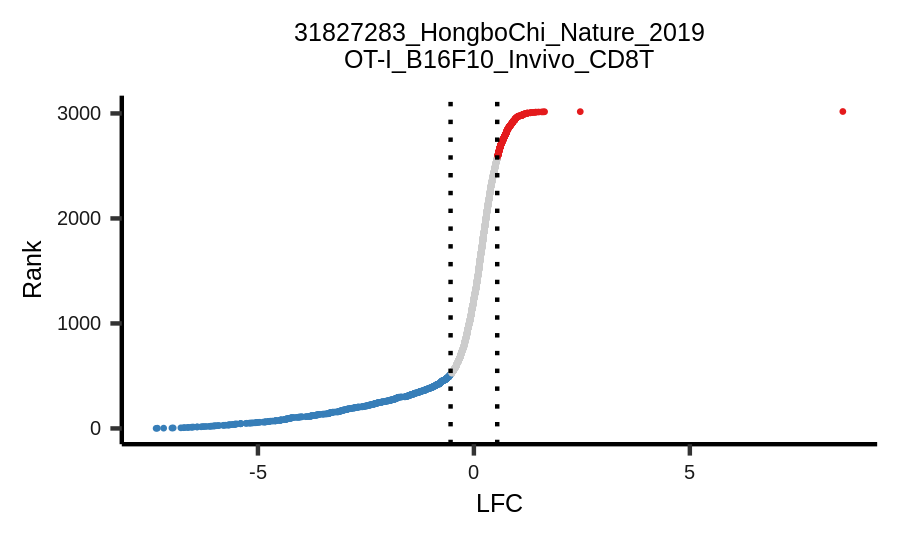 31827283_HongboChi_Nature_2019
OT-I_B16F10_Invivo_CD8T
3000
2000
1000
0
Rank
-5 0 5
LFC